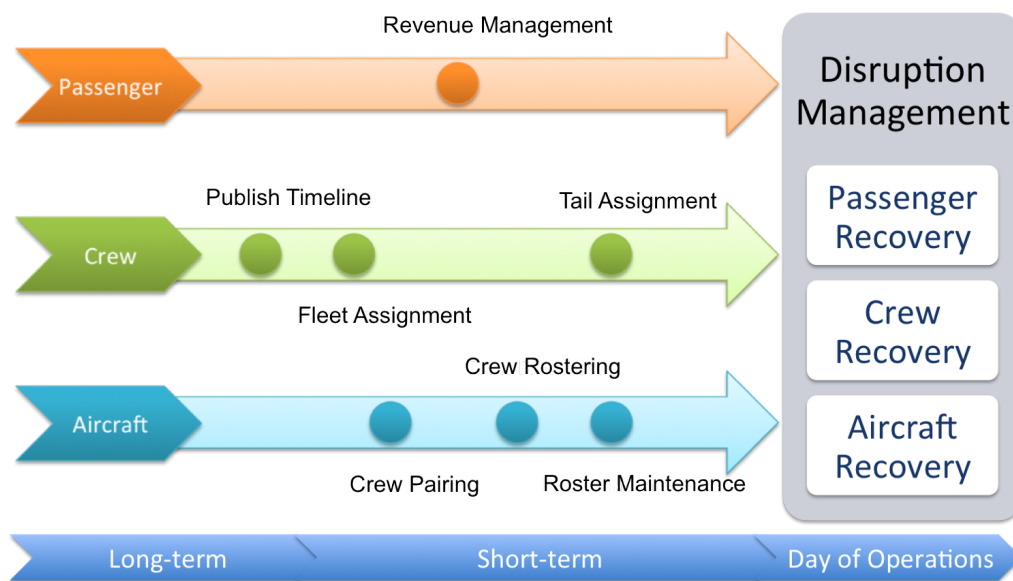 Revenue Management
Passenger
Disruption
Management
Publish Timeline
Tail Assignment
Passenger
Recovery
Crew
Fleet Assignment
Crew
Recovery
Crew Rostering
Aircraft
Aircraft
Recovery
Crew Pairing
Roster Maintenance
Long-term
Short-term
Day of Operations